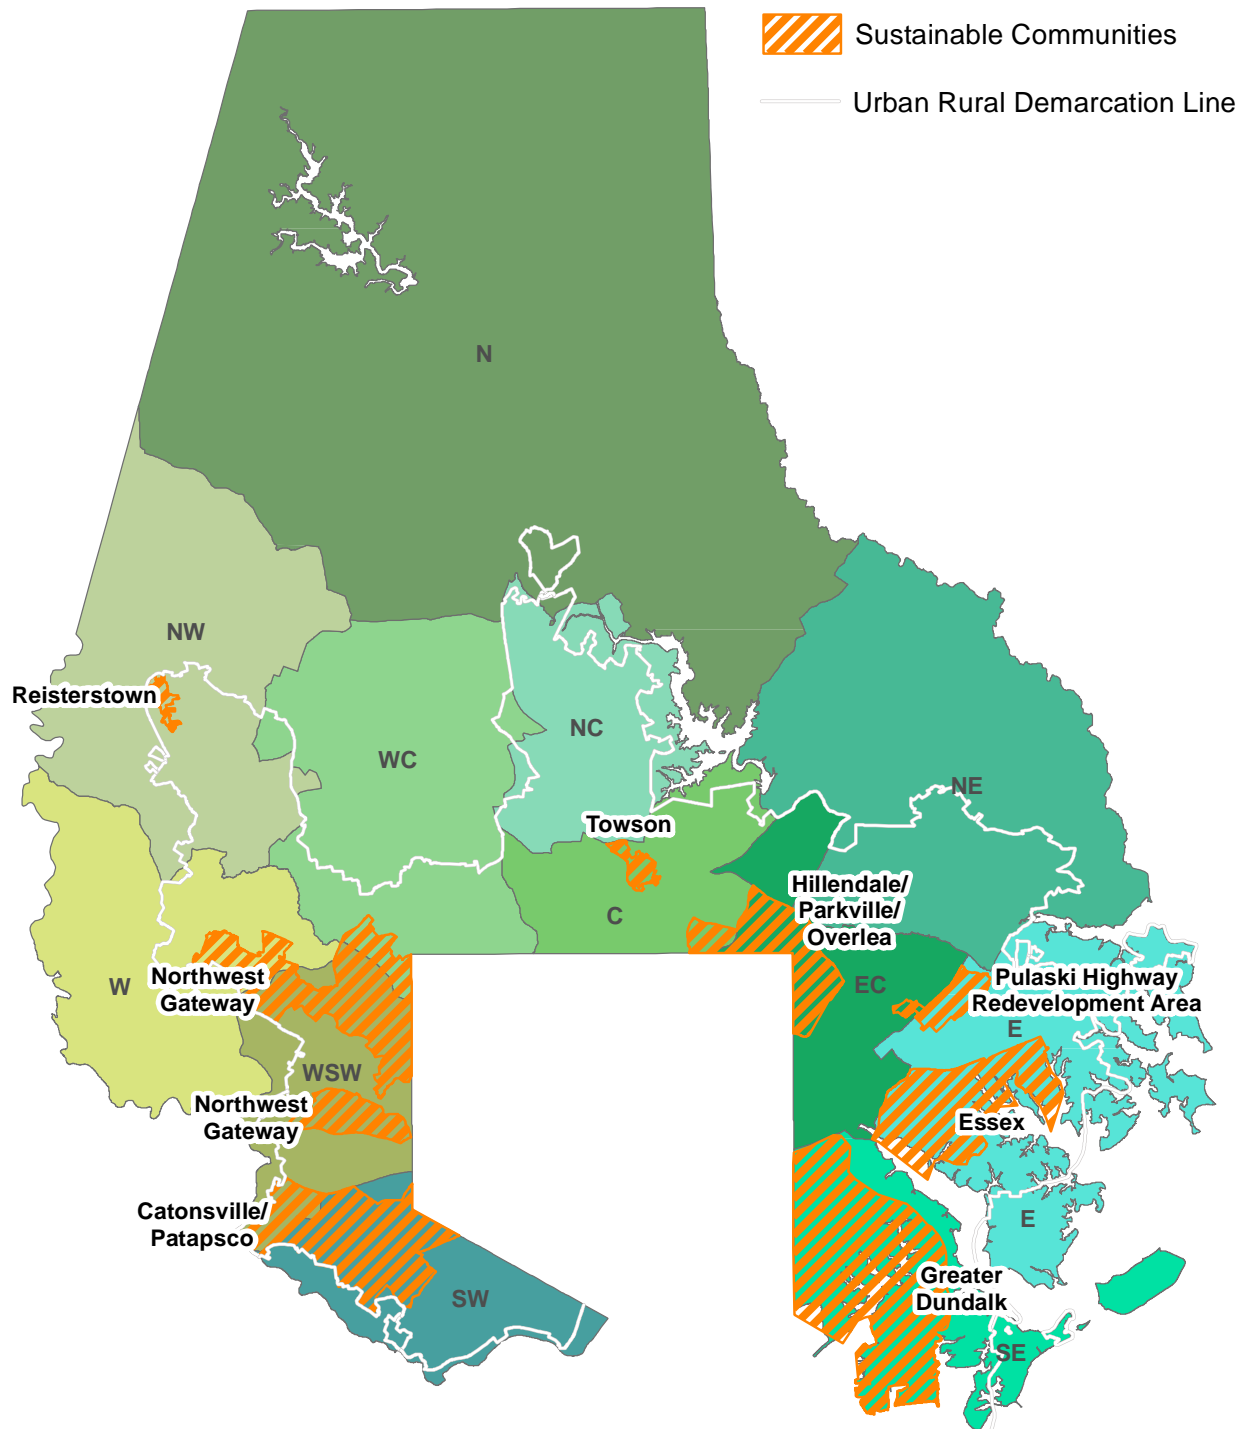 Sustainable Communities
Urban Rural Demarcation Line
N
NW
Reisterstown
NC
WC
NE
Towson
Hillendale/
Parkville/
Overlea
C
Northwest
Gateway
W
EC
Pulaski Highway
Redevelopment Area
E
WSW
Northwest
Gateway
Essex
Catonsville/
Patapsco
E
Greater
Dundalk
SW
SE